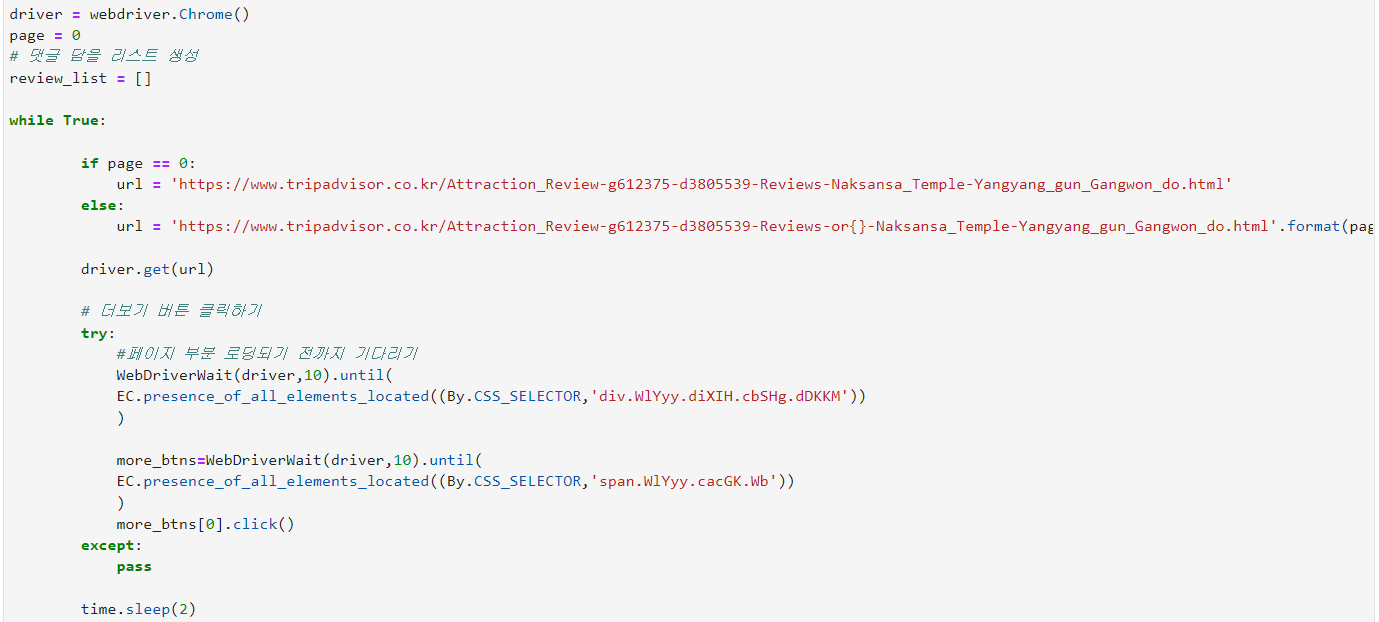 driver = webdriver.Chrome()
page = 0
# 댓글 담을 리스트 생성
review_list = []
while True:
if page == 0:
url = 'https://www.tripadvisor.co.kr/Attraction_Review-g612375-d3805539-Reviews-Naksansa_Temple-Yangyang_gun_Gangwon_do.html'
else:
url = 'https://www.tripadvisor.co.kr/Attraction_Review-g612375-d3805539-Reviews-or{}-Naksansa_Temple-Yangyang_gun_Gangwon_do.html'.format(pag
driver.get(url)
# 더보기 버튼 클릭하기
try:
#페이지 부분 로딩되기 전까지 기다리기
WebDriverWait(driver,10).until(
EC.presence_of_all_elements_located((By.CSS_SELECTOR,'div.WlYyy.diXIH.cbSHg.dDKKM'))
)
more_btns=WebDriverWait(driver,10).until(
EC.presence_of_all_elements_located((By.CSS_SELECTOR,'span.WlYyy.cacGK.Wb'))
)
more_btns[0].click()
except:
pass
time.sleep(2)